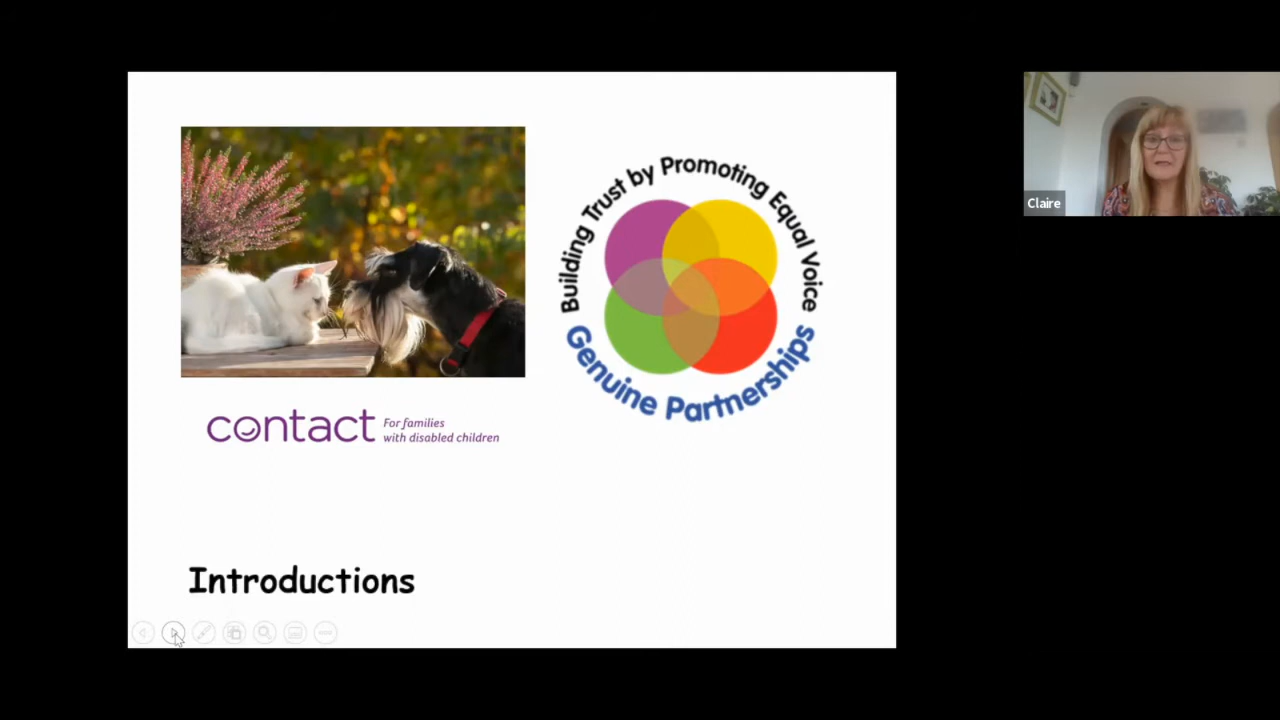 Building Trust by Promoting Equal Voice
Genuine Partnerships
Claire
contact
For families
with disabled children
Introductions